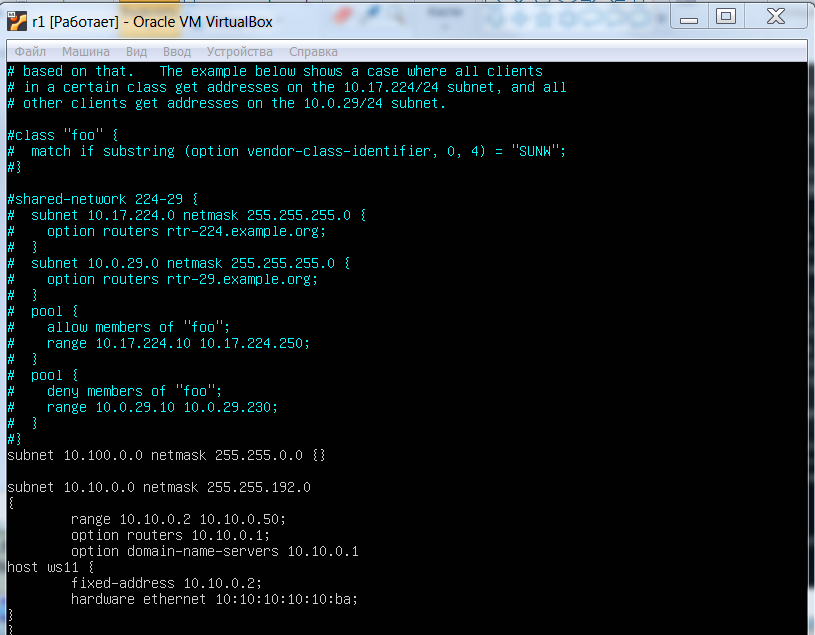 r1 [Работает] - Oracle VM VirtualBox
Файл Машина Вид Ввод Устройства Справка
# based on that.   The example below shows a case where all clients
# in a certain class get addresses on the 10.17.224/24 subnet, and all
# other clients get addresses on the 10.0.29/24 subnet.
#class "foo" {
#  match if substring (option vendor-class-identifier, 0, 4) = "SUNW";
#}
#shared-network 224-29 {
#  subnet 10.17.224.0 netmask 255.255.255.0 {
#    option routers rtr-224.example.org;
#  }
#  subnet 10.0.29.0 netmask 255.255.255.0 {
#    option routers rtr-29.example.org;
#  }
#  pool {
#    allow members of "foo";
#    range 10.17.224.10 10.17.224.250;
#  }
#  pool {
#    deny members of "foo";
#    range 10.0.29.10 10.0.29.230;
#  }
#}
subnet 10.100.0.0 netmask 255.255.0.0 {}
subnet 10.10.0.0 netmask 255.255.192.0
{
        range 10.10.0.2 10.10.0.50;
        option routers 10.10.0.1;
        option domain-name-servers 10.10.0.1
host ws11 {
        fixed-address 10.10.0.2;
        hardware ethernet 10:10:10:10:10:ba;
}
}